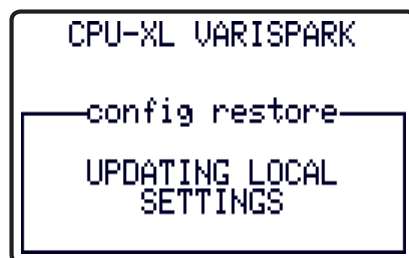 CPU-XL VARISPARK
config restore
UPDATING LOCAL
SETTINGS